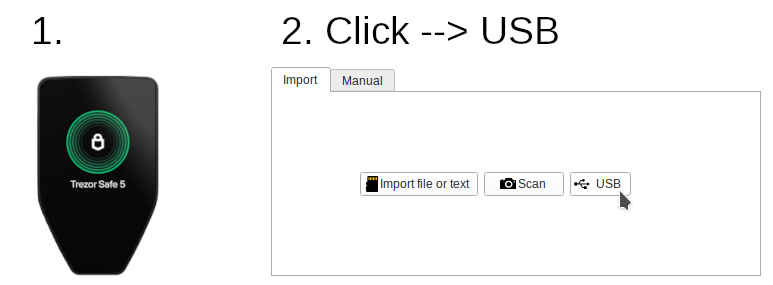 1.
2. Click --> USB
Import
Manual
Import file or text
Scan
USB
Trezor Safe 5